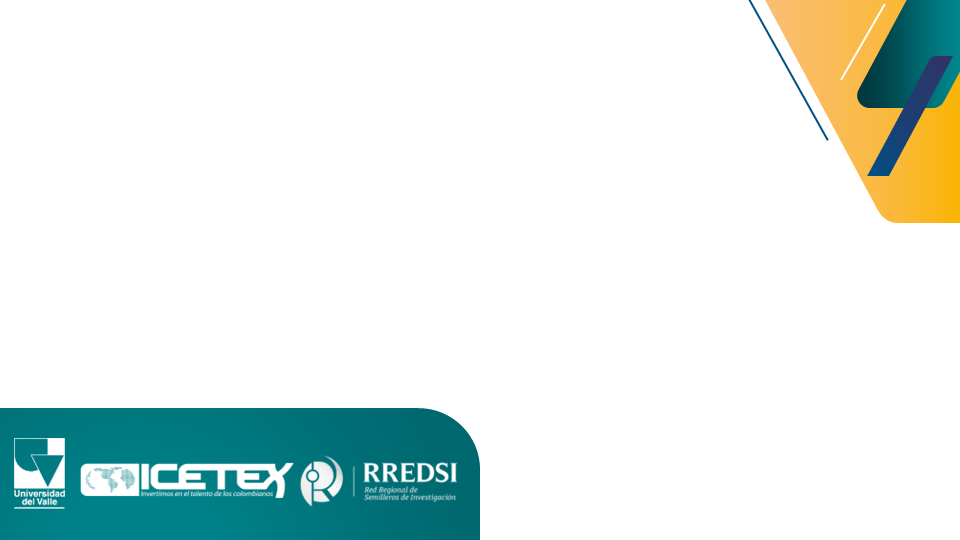 Universidad
del Valle
ICETEX
Invertimos en el talento de los colombianos
RREDSI
Red Regional de
Semilleros de Investigación